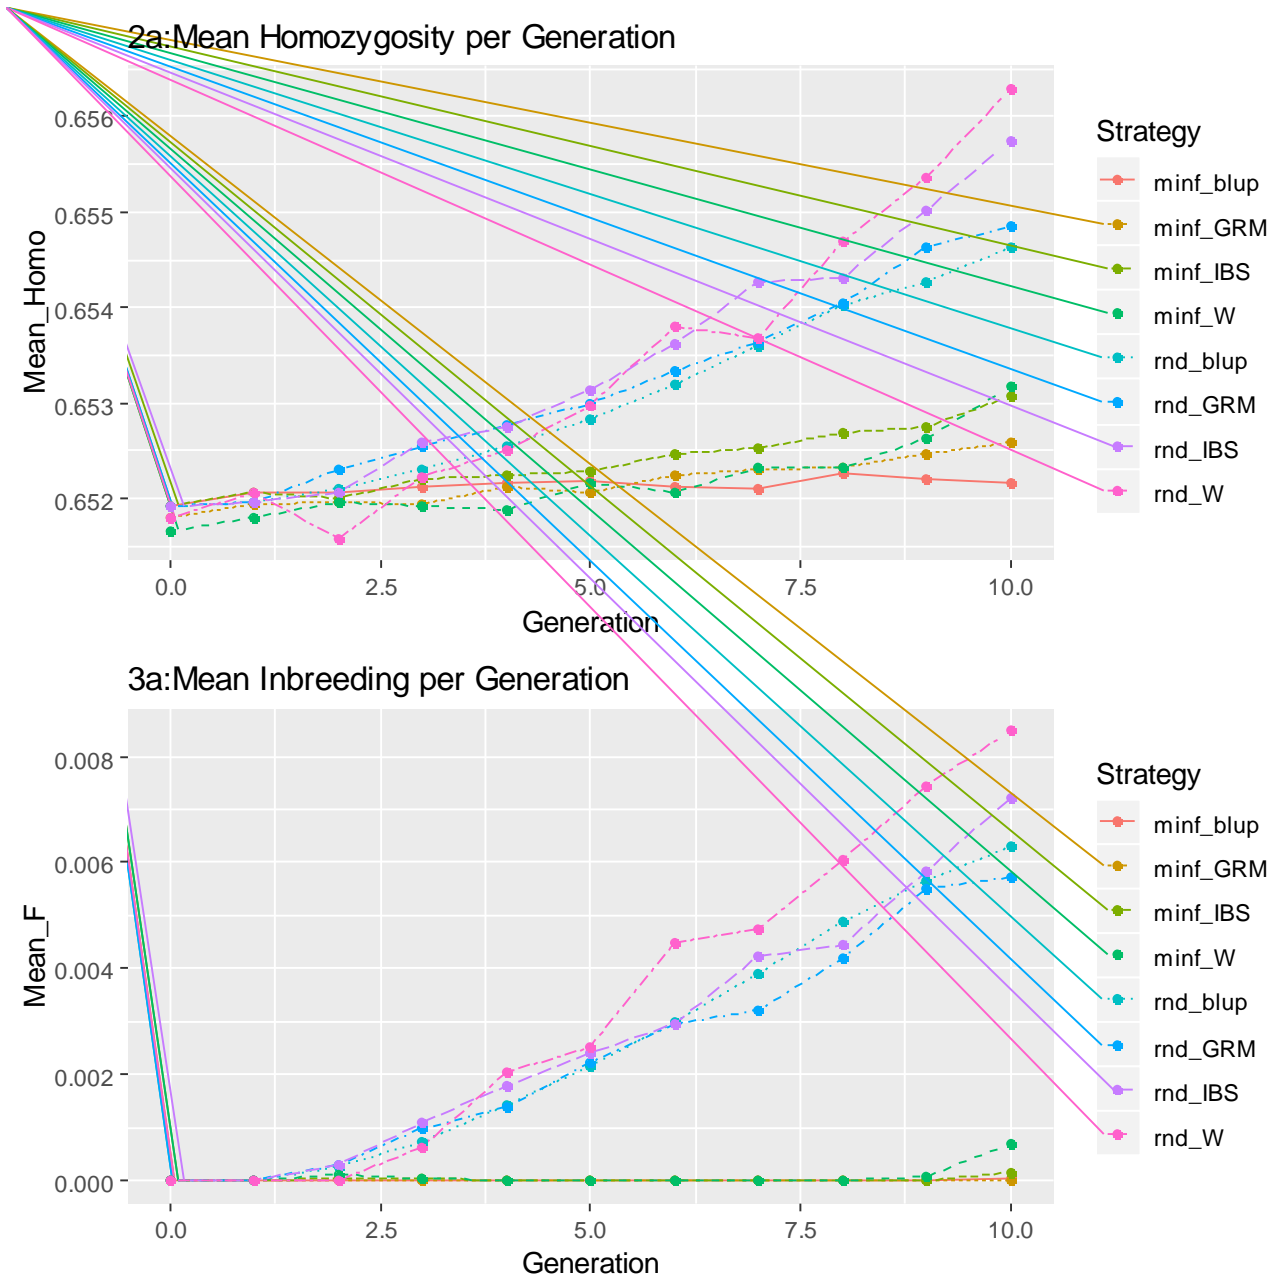 2a:Mean Homozygosity per Generation
Mean_Homo
0.656
0.655
0.654
0.653
0.652
0.0 2.5 5.0 7.5 10.0
Generation
Strategy
minf_blup
minf_GRM
minf_IBS
minf_W
rnd_blup
rnd_GRM
rnd_IBS
rnd_W
3a:Mean Inbreeding per Generation
Mean_F
0.008
0.006
0.004
0.002
0.000
0.0 2.5 5.0 7.5 10.0
Generation
Strategy
minf_blup
minf_GRM
minf_IBS
minf_W
rnd_blup
rnd_GRM
rnd_IBS
rnd_W